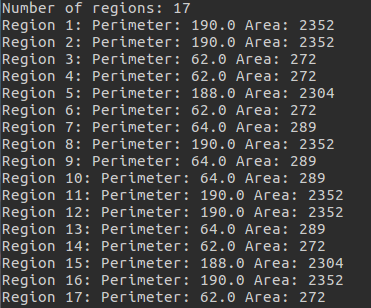 Number of regions: 17
Region 1: Perimeter: 190.0 Area: 2352
Region 2: Perimeter: 190.0 Area: 2352
Region 3: Perimeter: 62.0 Area: 272
Region 4: Perimeter: 62.0 Area: 272
Region 5: Perimeter: 188.0 Area: 2304
Region 6: Perimeter: 62.0 Area: 272
Region 7: Perimeter: 64.0 Area: 289
Region 8: Perimeter: 190.0 Area: 2352
Region 9: Perimeter: 64.0 Area: 289
Region 10: Perimeter: 64.0 Area: 289
Region 11: Perimeter: 190.0 Area: 2352
Region 12: Perimeter: 190.0 Area: 2352
Region 13: Perimeter: 64.0 Area: 289
Region 14: Perimeter: 62.0 Area: 272
Region 15: Perimeter: 188.0 Area: 2304
Region 16: Perimeter: 190.0 Area: 2352
Region 17: Perimeter: 62.0 Area: 272